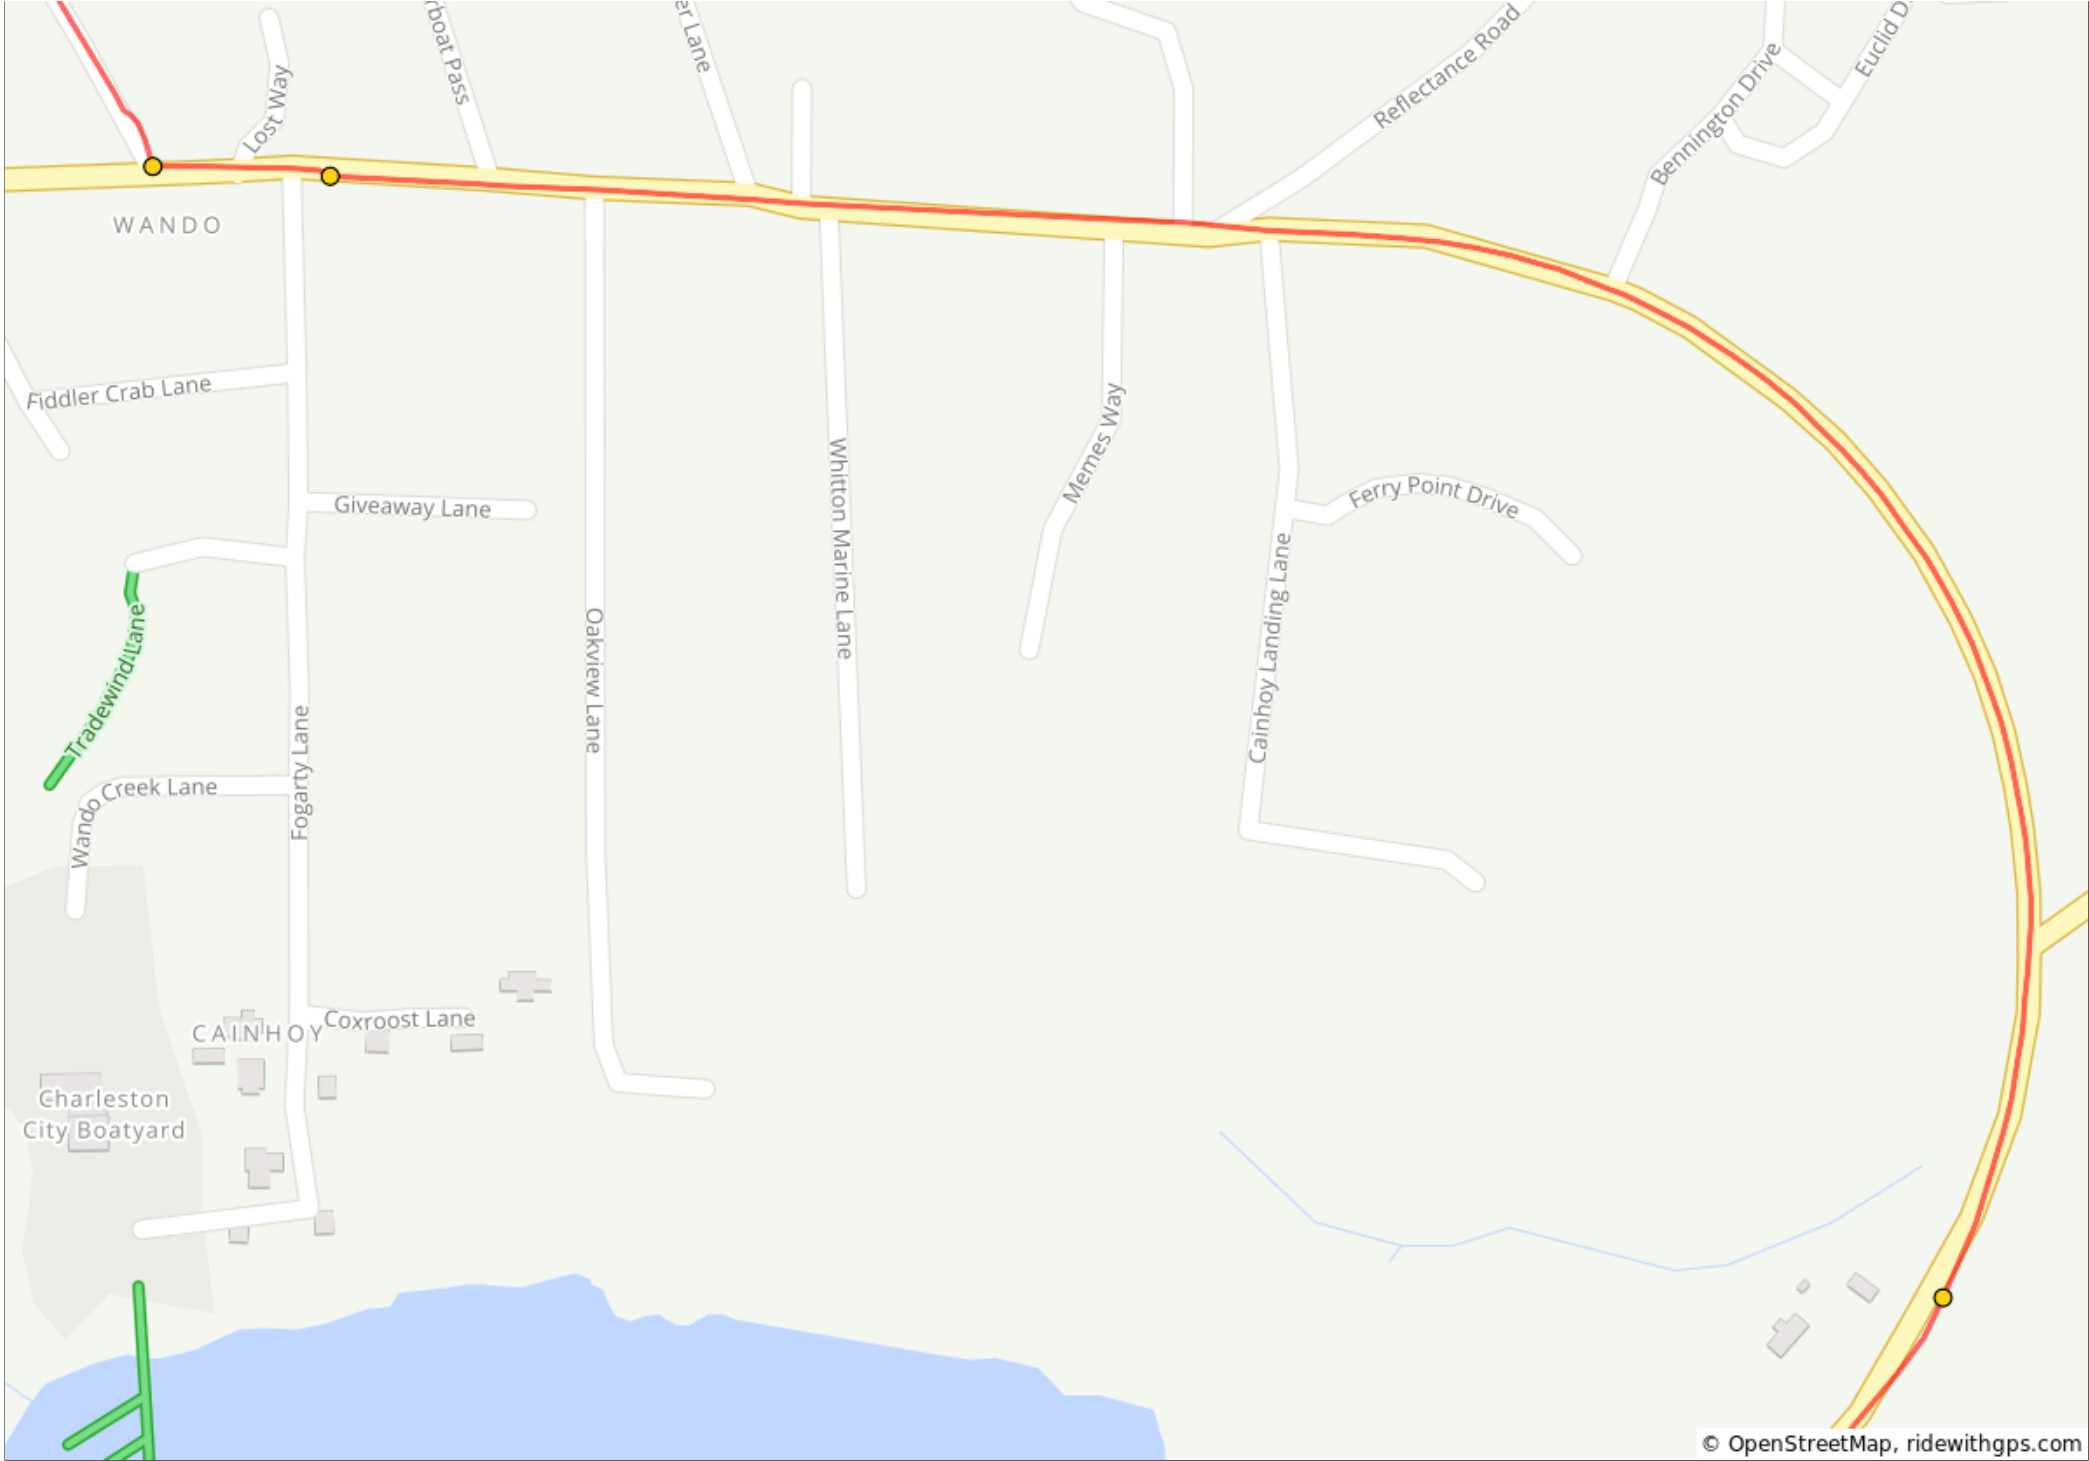 Lost Way
rboat Pass
er Lane
Reflectance Road
Bennington Drive
Euclid D
WANDO
Fiddler Crab Lane
Giveaway Lane
Tradewind Lane
Wando Creek Lane
Fogarty Lane
Oakview Lane
Whitton Marine Lane
Memes Way
Ferry Point Drive
Cainhoy Landing Lane
CAINHOY
Coxroost Lane
Charleston
City Boatyard
© OpenStreetMap, ridewithgps.com